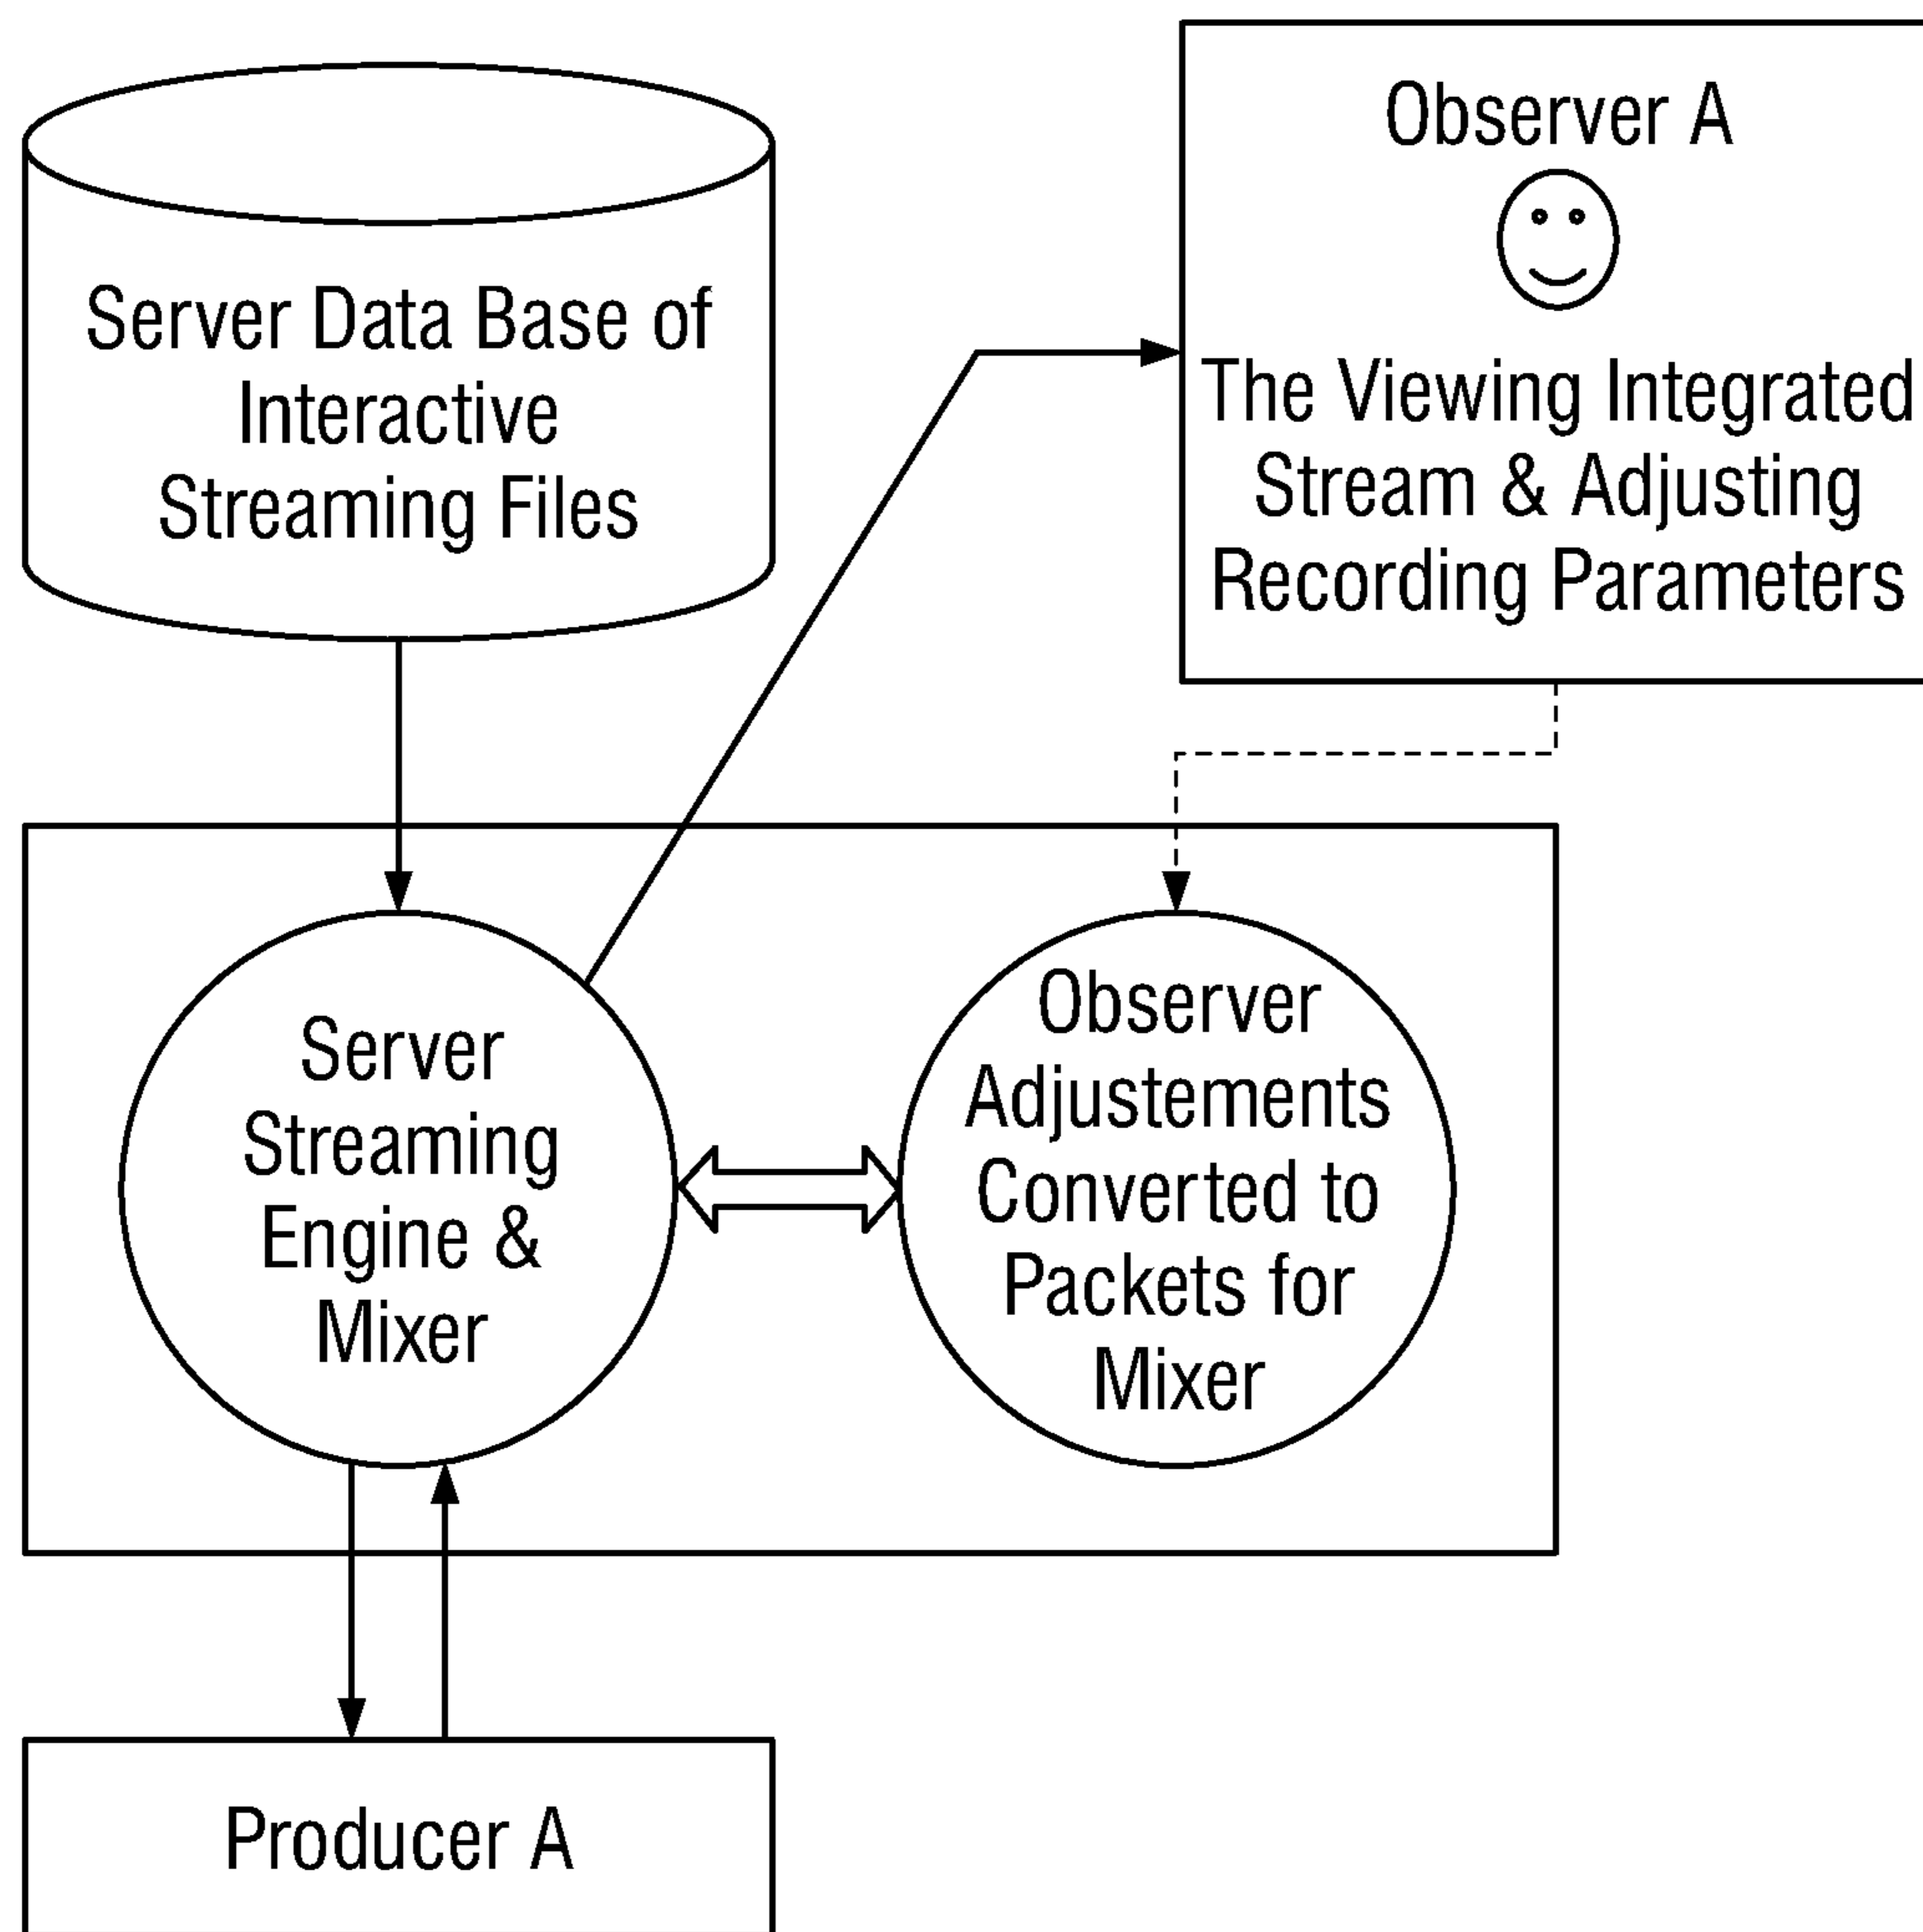 Server Data Base of
Interactive
Streaming Files
Observer A
The Viewing Integrated
Stream & Adjusting
Recording Parameters
Server
Streaming
Engine &
Mixer
Observer
Adjustements
Converted to
Packets for
Mixer
Producer A